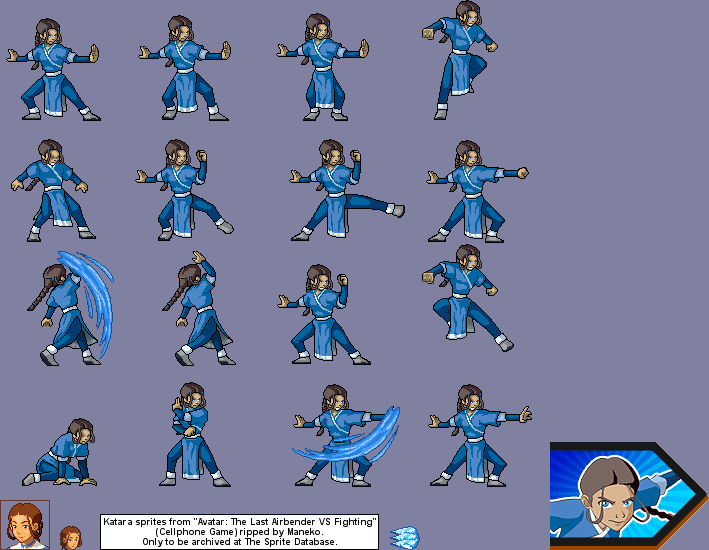 Katara sprites from "Avatar: The Last Airbender VS Fighting"
(Cellphone Game) ripped by Maneko.
Only to be archived at The Sprite Database.